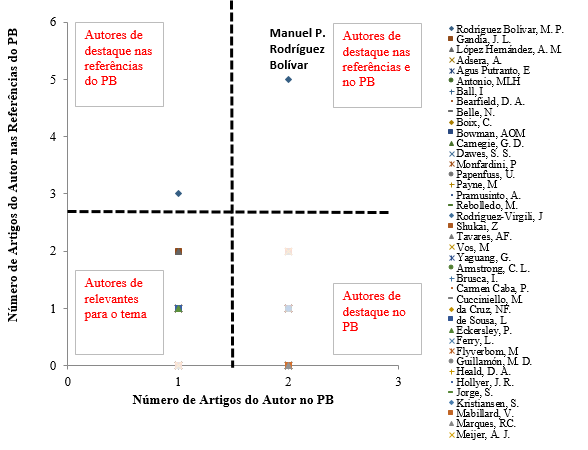 Número de Artigos do Autor nas Referências do PB
6
5
4
3
2
1
0
Autores de
destaque nas
referências
do PB
Manuel P.
Rodríguez
Bolívar
Autores de
destaque nas
referências e
no PB
Autores de
relevantes
para o tema
Autores de
destaque no
PB
0
1
2
3
Número de Artigos do Autor no PB
Rodríguez Bolívar, M. P.
Gandía, J. L.
López Hernández, A. M.
Adsera, A.
Agus Putranto, E
Antonio, MLH
Ball, I
Bearfield, D. A.
Belle, N.
Boix, C.
Bowman, AOM
Carnegie, G. D.
Dawes, S. S.
Monfardini, P
Papenfuss, U.
Payne, M
Pramusinto, A.
Rebolledo, M.
Rodriguez-Virgili, J
Shukai, Z
Tavares, AF.
Vos, M
Yaguang, G.
Armstrong, C. L.
Brusca, I.
Carmen Caba, P.
Cucciniello, M.
da Cruz, NF.
de Sousa, L
Eckersley, P.
Ferry, L.
Flyverbom, M
Guillamón, M. D.
Heald, D. A.
Hollyer, J. R.
Jorge, S.
Kristiansen, S.
Mabillard, V.
Marques, RC.
Meijer, A. J.